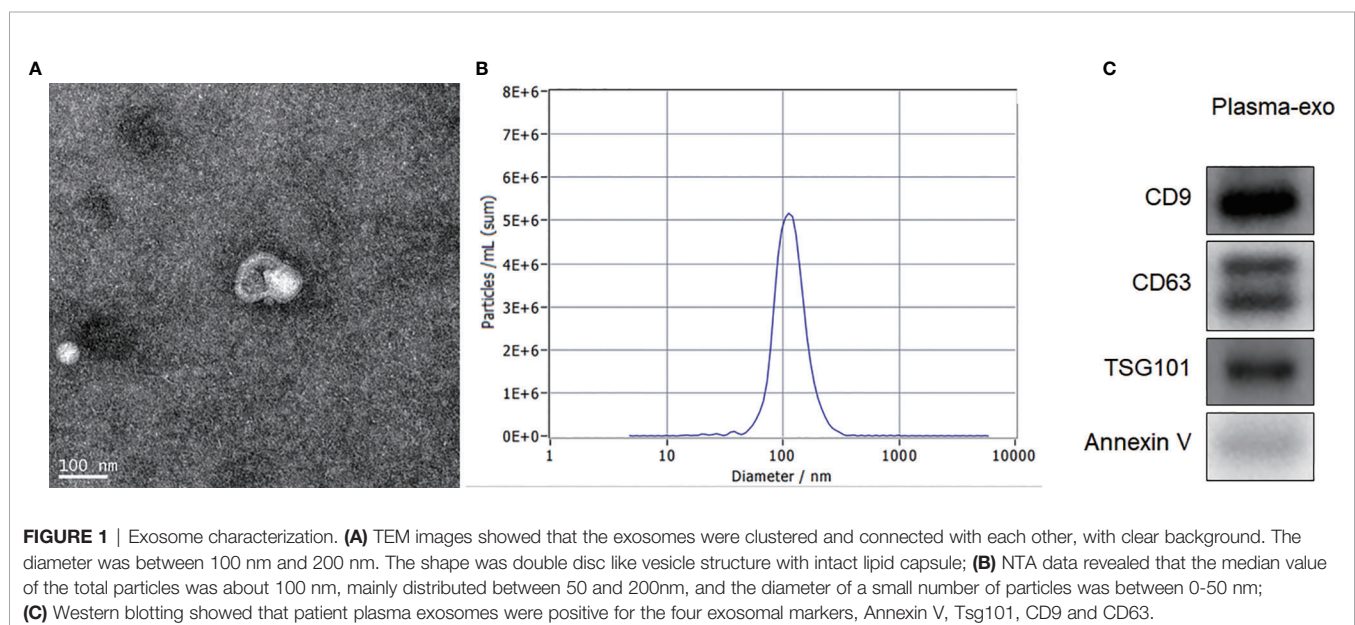 A
100 nm
B
8E+6
7E+6
6E+6
5E+6
4E+6
3E+6
2E+6
1E+6
0E+0
Particles /mL (sum)
1 10 100 1000 10000
Diameter / nm
C
Plasma-exo
CD9
CD63
TSG101
Annexin V
FIGURE 1 | Exosome characterization. (A) TEM images showed that the exosomes were clustered and connected with each other, with clear background. The
diameter was between 100 nm and 200 nm. The shape was double disc like vesicle structure with intact lipid capsule; (B) NTA data revealed that the median value
of the total particles was about 100 nm, mainly distributed between 50 and 200nm, and the diameter of a small number of particles was between 0-50 nm;
(C) Western blotting showed that patient plasma exosomes were positive for the four exosomal markers, Annexin V, Tsg101, CD9 and CD63.